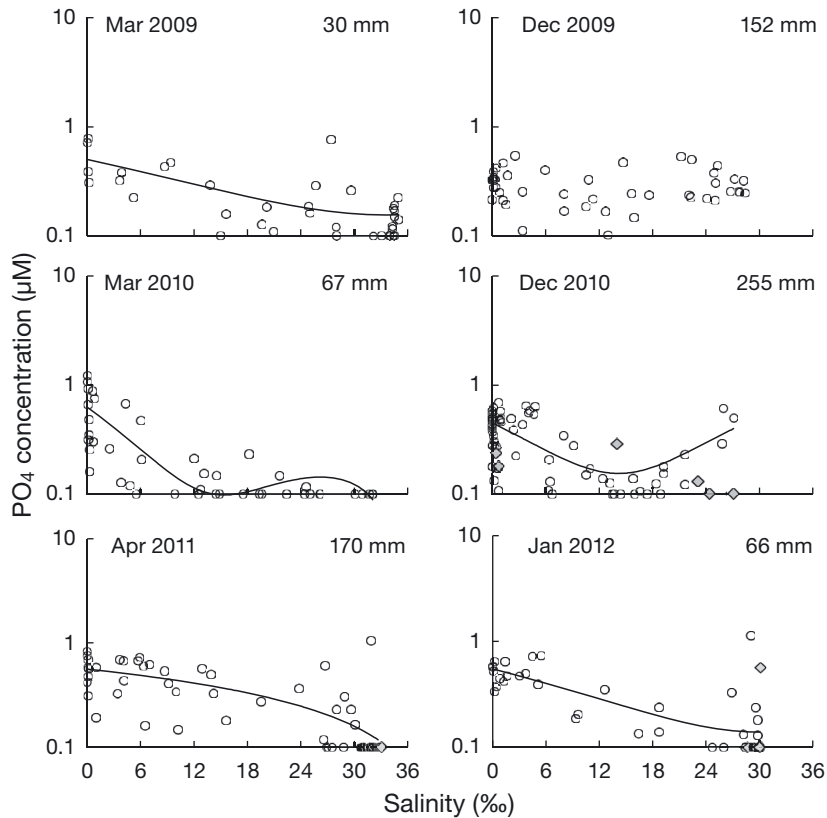 10
Mar 2009 30 mm
1
0.1
10
Dec 2009 152 mm
1
0.1
10
Mar 2010 67 mm
1
0.1
10
Dec 2010 255 mm
1
0.1
10
Apr 2011 170 mm
1
0.1
0 6 12 18 24 30 36
10
Jan 2012 66 mm
1
0.1
0 6 12 18 24 30 36
PO₄ concentration (µM)
Salinity (‰)